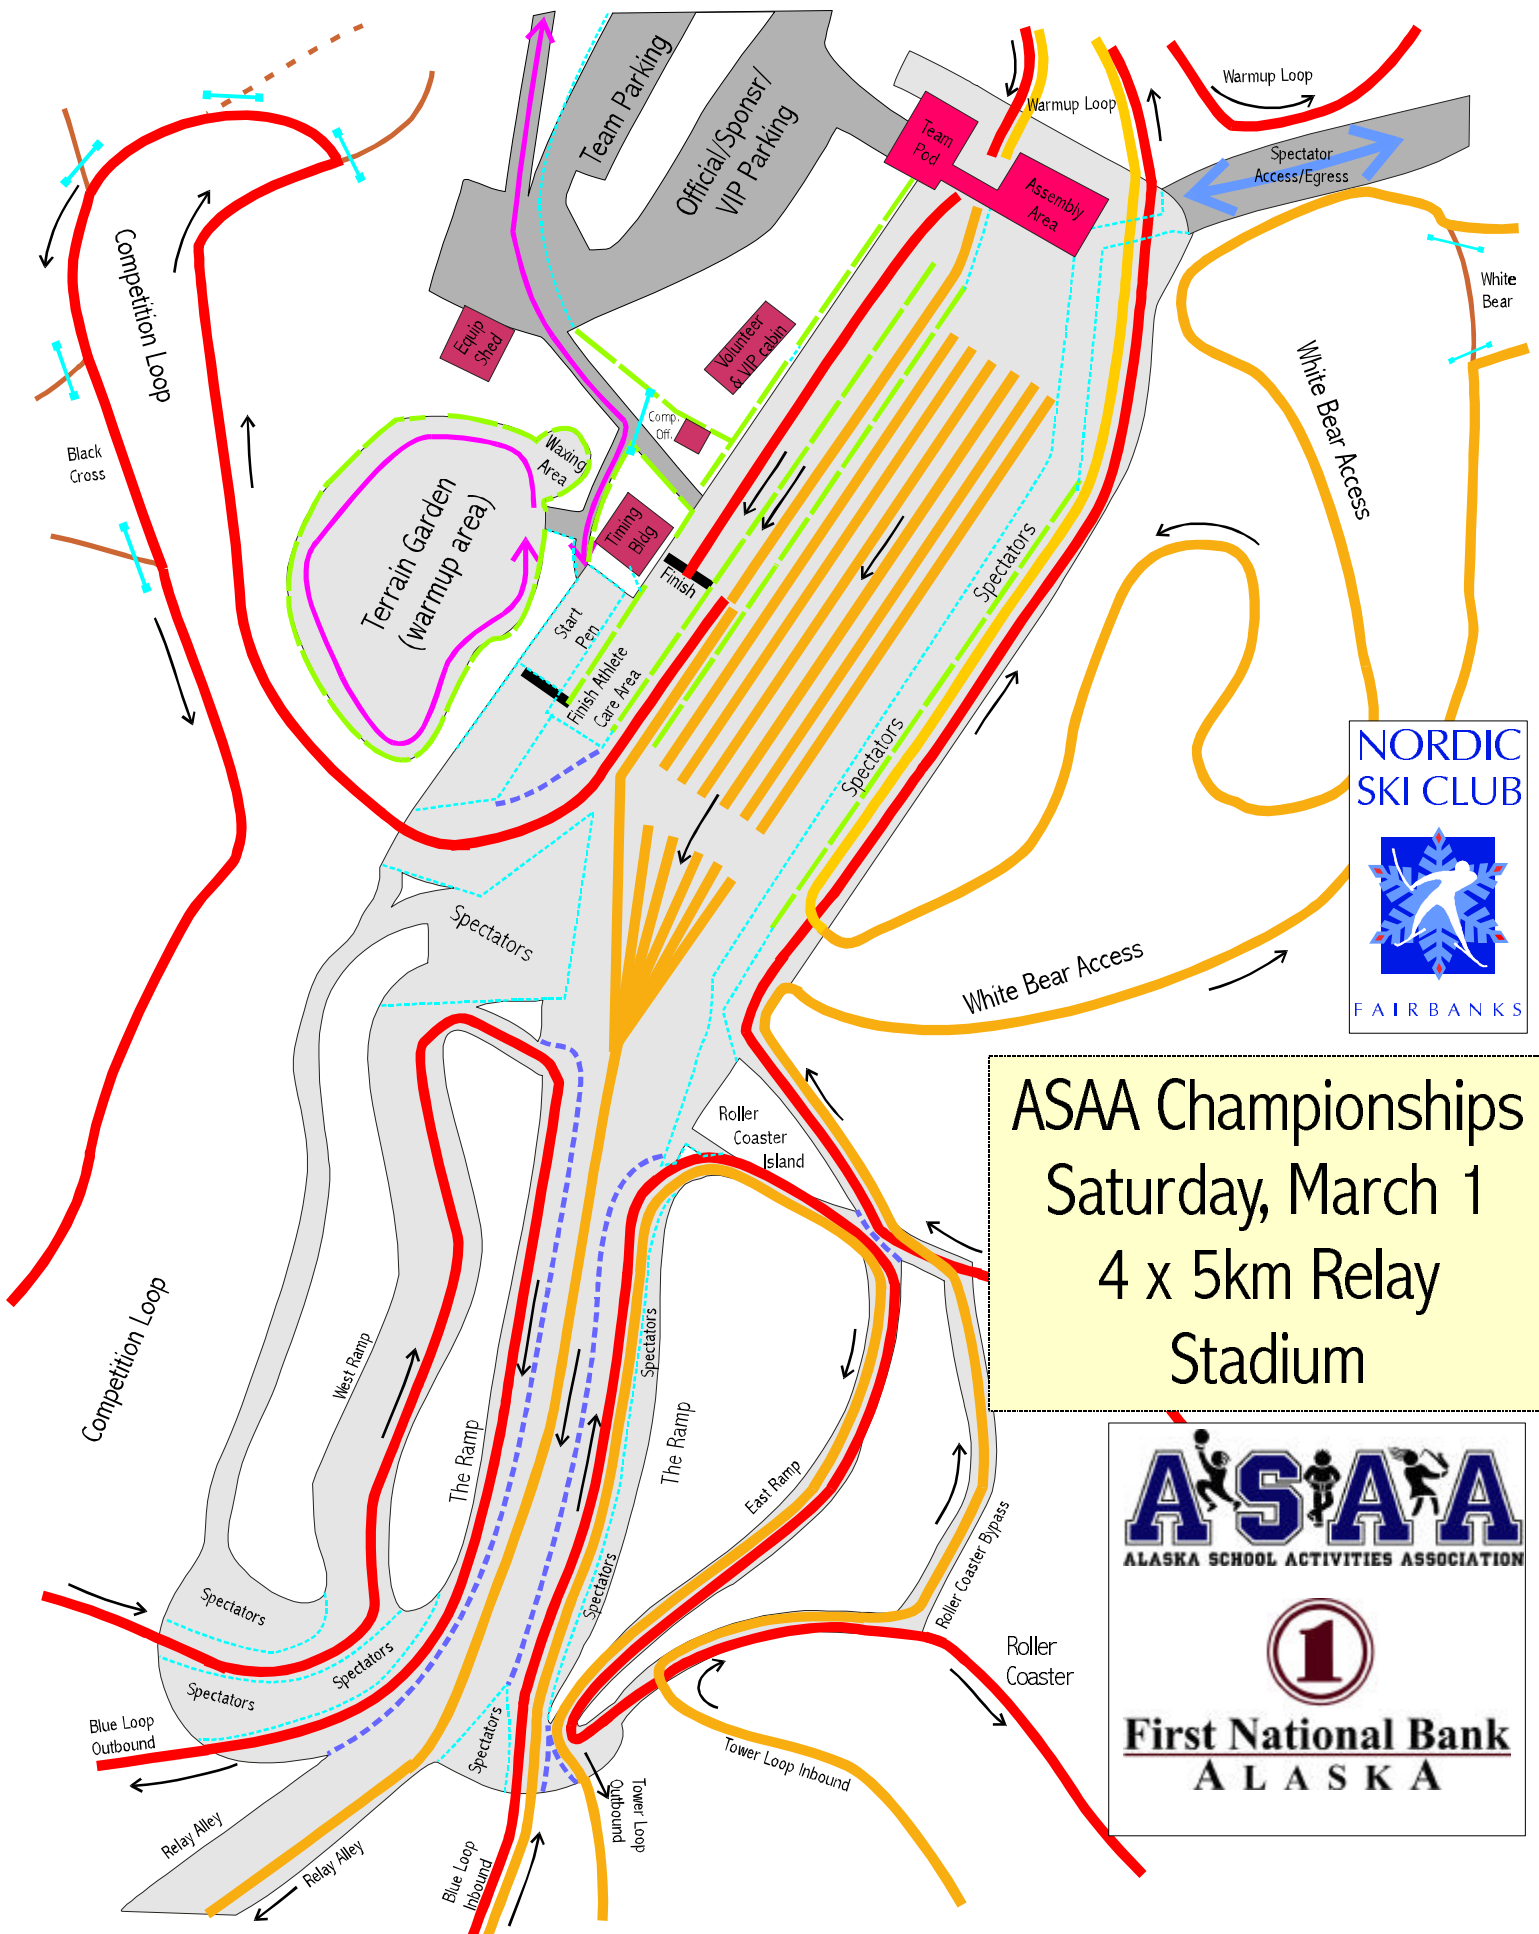 Team Parking
Official/Sponsr/
VIP Parking
Team
Pod
Assembly
Area
Warmup Loop
Warmup Loop
Spectator
Access/Egress
White
Bear
White Bear Access
Competition Loop
Black
Cross
Equip
Shed
Volunteer
& VIP cabin
Comp.
Off.
Waxing
Area
Terrain Garden
(warmup area)
Timing
Bldg
Finish
Start
Pen
Finish Athlete
Care Area
Spectators
Spectators
Spectators
White Bear Access
NORDIC
SKI CLUB
FAIRBANKS
ASAA Championships
Saturday, March 1
4 x 5km Relay
Stadium
Roller
Coaster
Island
Competition Loop
West Ramp
The Ramp
Spectators
The Ramp
East Ramp
Roller Coaster Bypass
Spectators
Spectators
Spectators
Spectators
Spectators
Roller
Coaster
Blue Loop
Outbound
Tower Loop Inbound
Tower Loop
Outbound
Relay Alley
Relay Alley
Blue Loop
Inbound
ASAA
ALASKA SCHOOL ACTIVITIES ASSOCIATION
1
First National Bank
ALASKA